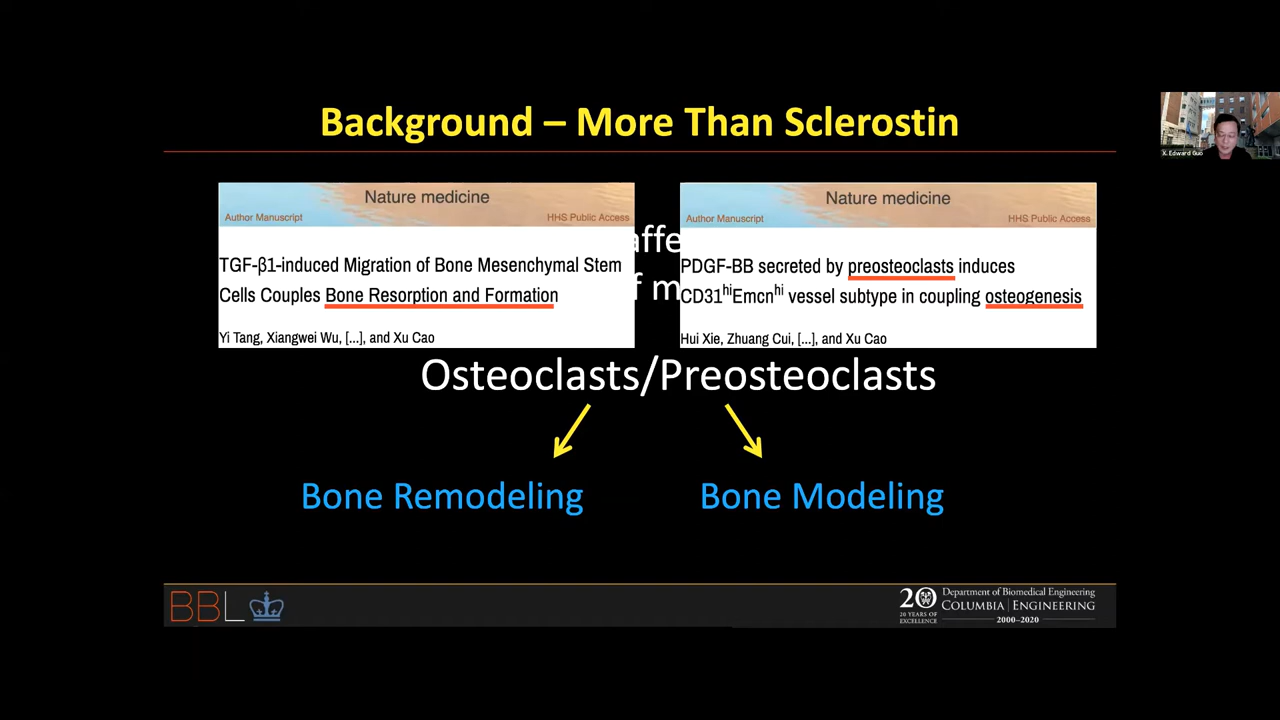 Background – More Than Sclerostin
X. Edward Guo
Nature medicine
Author Manuscript
HHS Public Access
TGF-β1-induced Migration of Bone Mesenchymal Stem
Cells Couples Bone Resorption and Formation
Yi Tang, Xiangwei Wu, [...], and Xu Cao
Nature medicine
Author Manuscript
HHS Public Access
PDGF-BB secreted by preosteoclasts induces
CD31hiEmcnhi vessel subtype in coupling osteogenesis
Hui Xie, Zhuang Cui, [...], and Xu Cao
Osteoclasts/Preosteoclasts
Bone Remodeling
Bone Modeling
BBL
20
20 YEARS OF
EXCELLENCE
Department of Biomedical Engineering
COLUMBIA | ENGINEERING
2000–2020